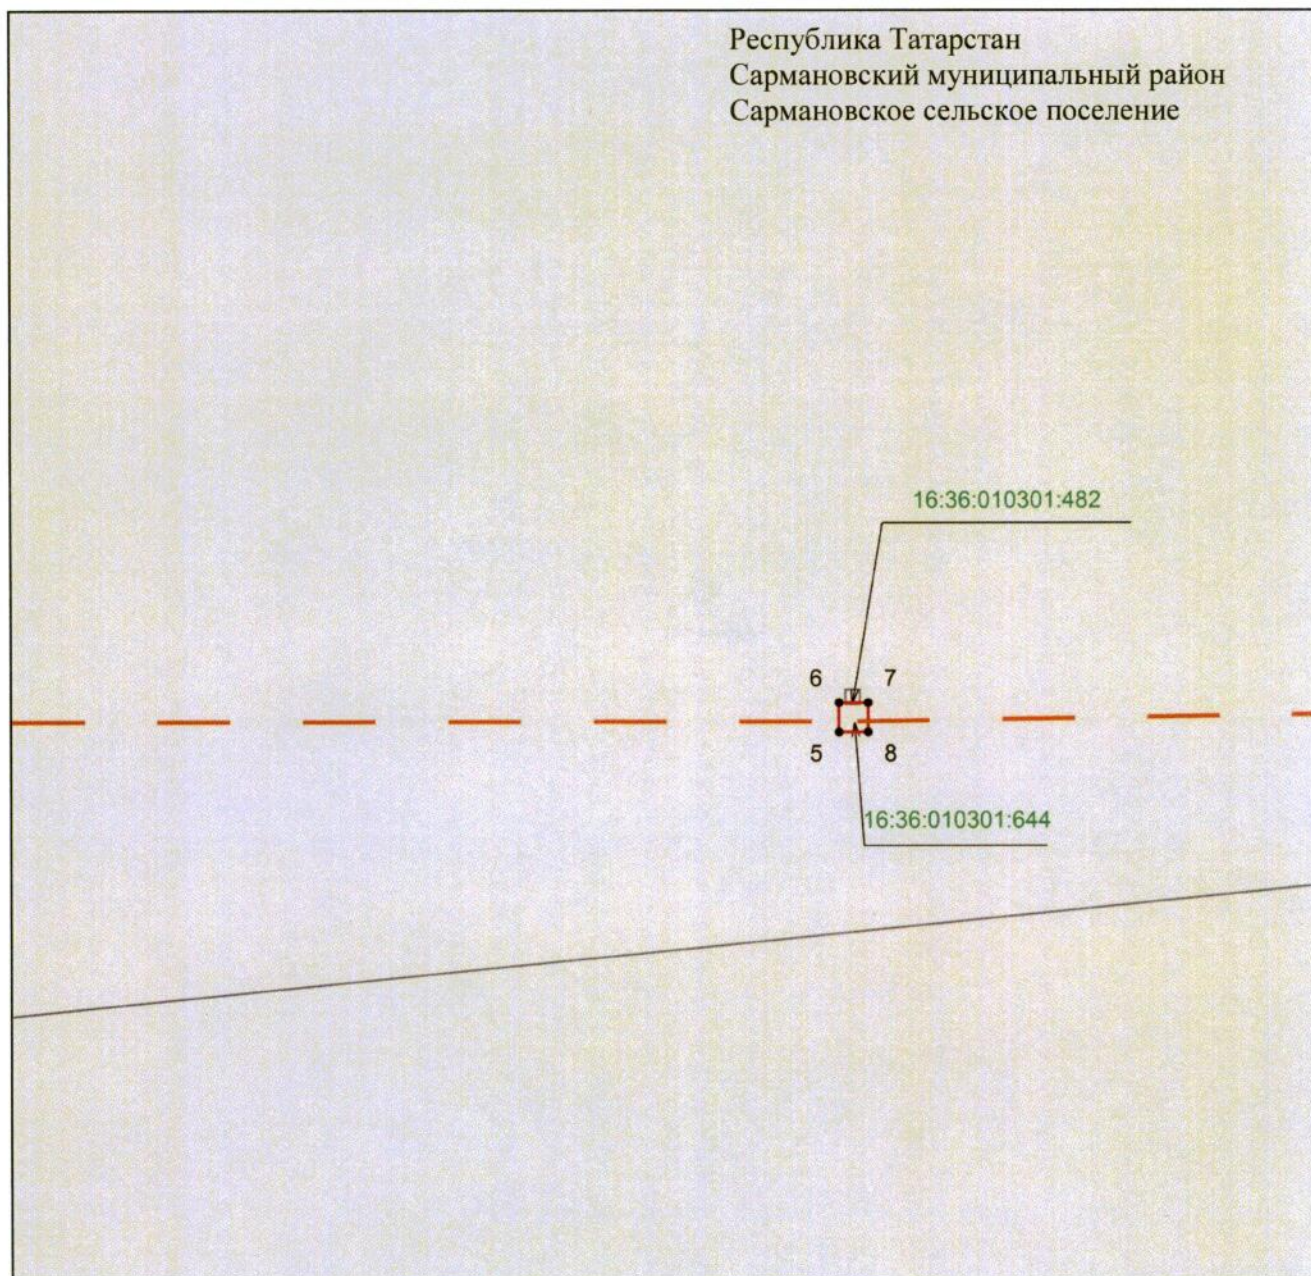 Республика Татарстан
Сармановский муниципальный район
Сармановское сельское поселение
16:36:010301:482
6 7
5 8
16:36:010301:644